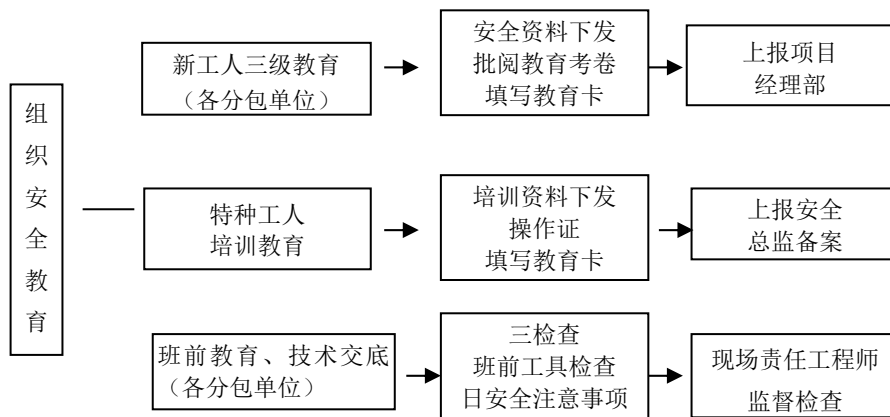 组
织
安
全
教
育
新工人三级教育
（各分包单位）
安全资料下发
批阅教育考卷
填写教育卡
上报项目
经理部
特种工人
培训教育
培训资料下发
操作证
填写教育卡
上报安全
总监备案
班前教育、技术交底
（各分包单位）
三检查
班前工具检查
日安全注意事项
现场责任工程师
监督检查